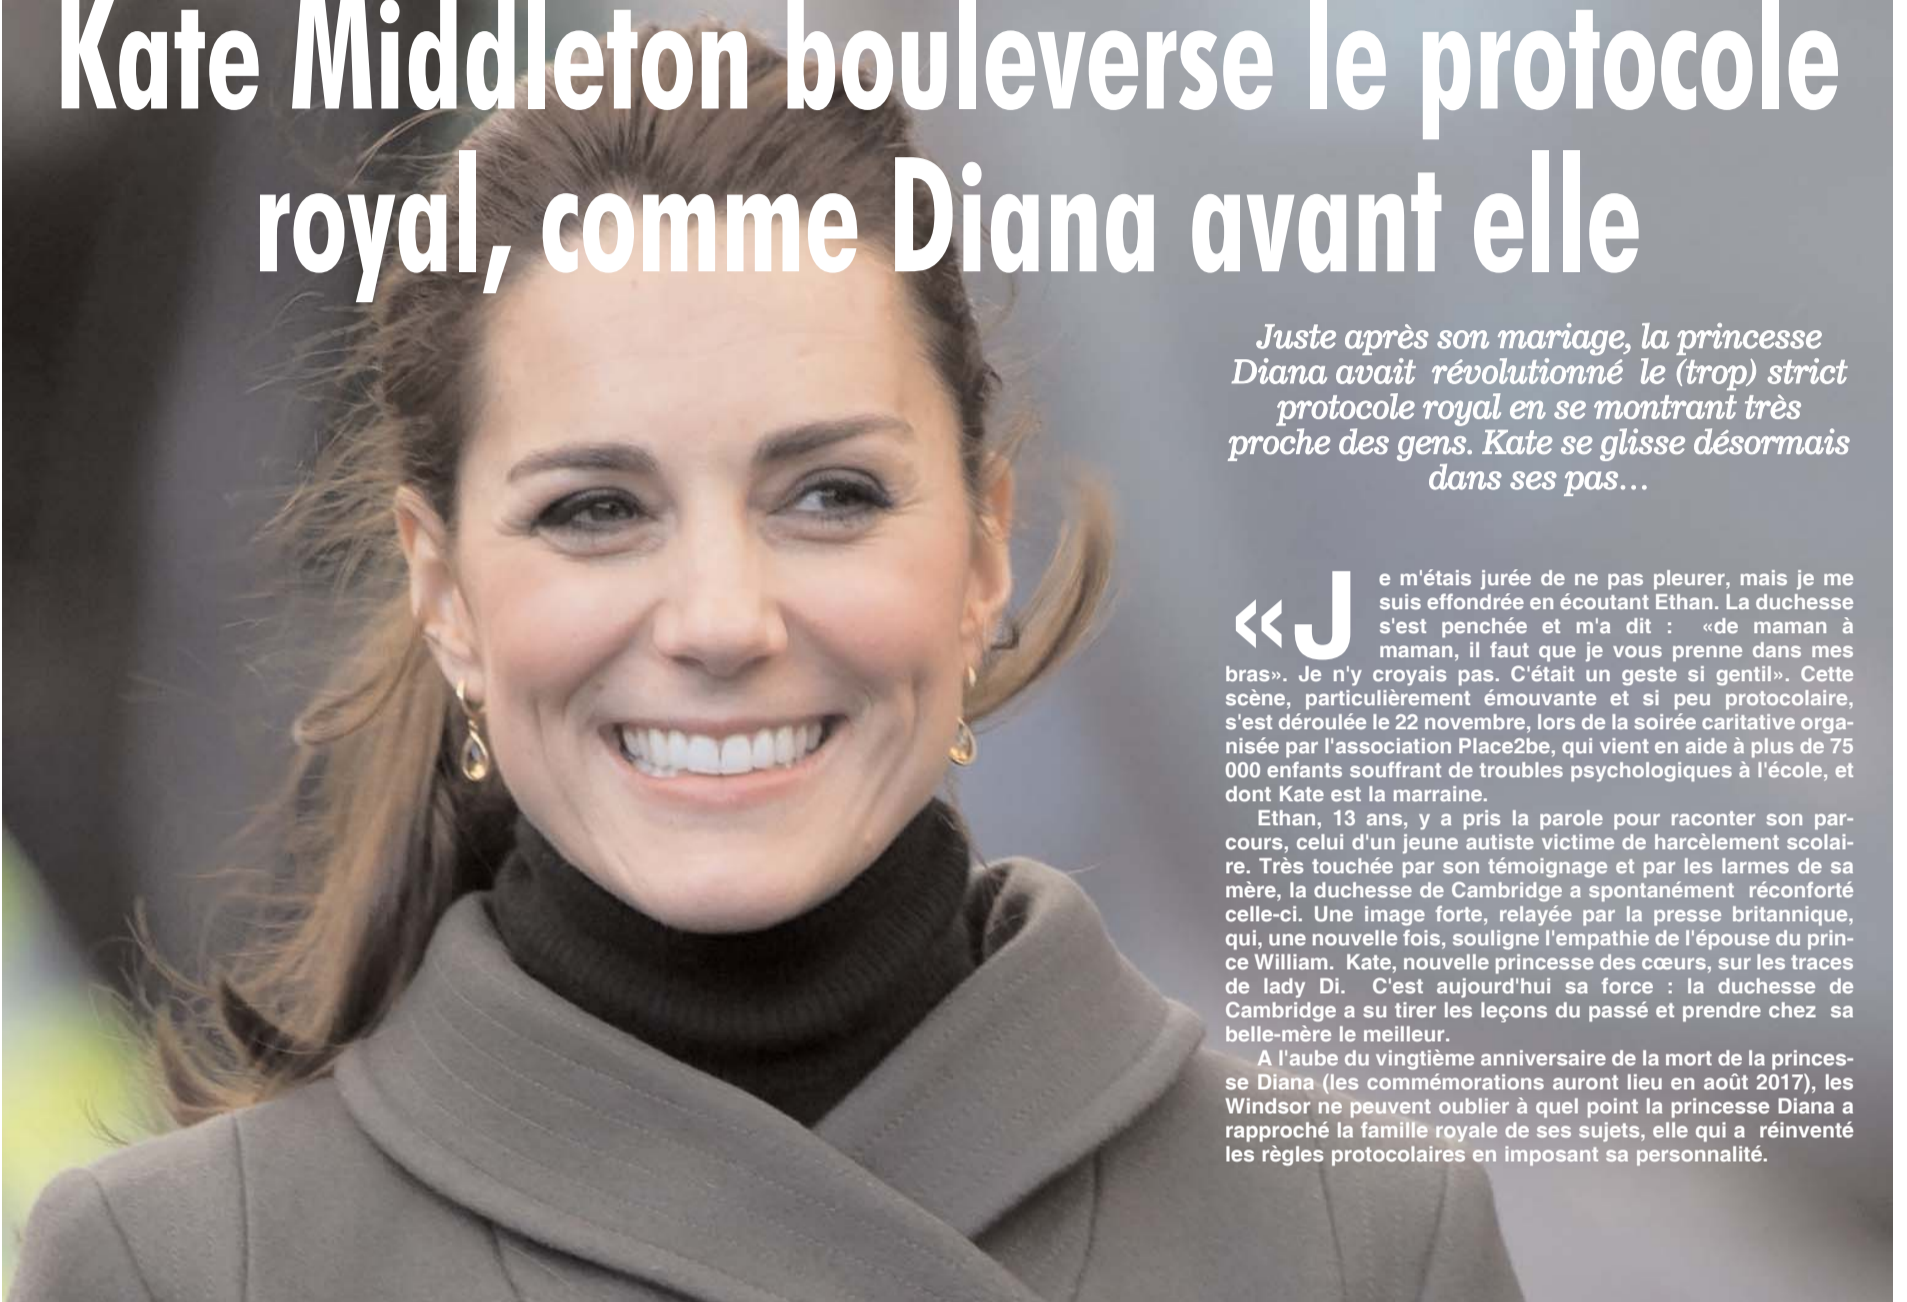 Kate Middleton bouleverse le protocole
royal, comme Diana avant elle
Juste après son mariage, la princesse
Diana avait révolutionné le (trop) strict
protocole royal en se montrant très
proche des gens. Kate se glisse désormais
dans ses pas…
«Je m'étais jurée de ne pas pleurer, mais je me
suis effondrée en écoutant Ethan. La duchesse
s'est penchée et m'a dit : «de maman à
maman, il faut que je vous prenne dans mes
bras». Je n'y croyais pas. C'était un geste si gentil». Cette
scène, particulièrement émouvante et si peu protocolaire,
s'est déroulée le 22 novembre, lors de la soirée caritative orga-
nisée par l'association Place2be, qui vient en aide à plus de 75
000 enfants souffrant de troubles psychologiques à l'école, et
dont Kate est la marraine.
Ethan, 13 ans, y a pris la parole pour raconter son par-
cours, celui d'un jeune autiste victime de harcèlement scolai-
re. Très touchée par son témoignage et par les larmes de sa
mère, la duchesse de Cambridge a spontanément réconforté
celle-ci. Une image forte, relayée par la presse britannique,
qui, une nouvelle fois, souligne l'empathie de l'épouse du prin-
ce William. Kate, nouvelle princesse des cœurs, sur les traces
de lady Di. C'est aujourd'hui sa force : la duchesse de
Cambridge a su tirer les leçons du passé et prendre chez sa
belle-mère le meilleur.
A l'aube du vingtième anniversaire de la mort de la princes-
se Diana (les commémorations auront lieu en août 2017), les
Windsor ne peuvent oublier à quel point la princesse Diana a
rapproché la famille royale de ses sujets, elle qui a réinventé
les règles protocolaires en imposant sa personnalité.